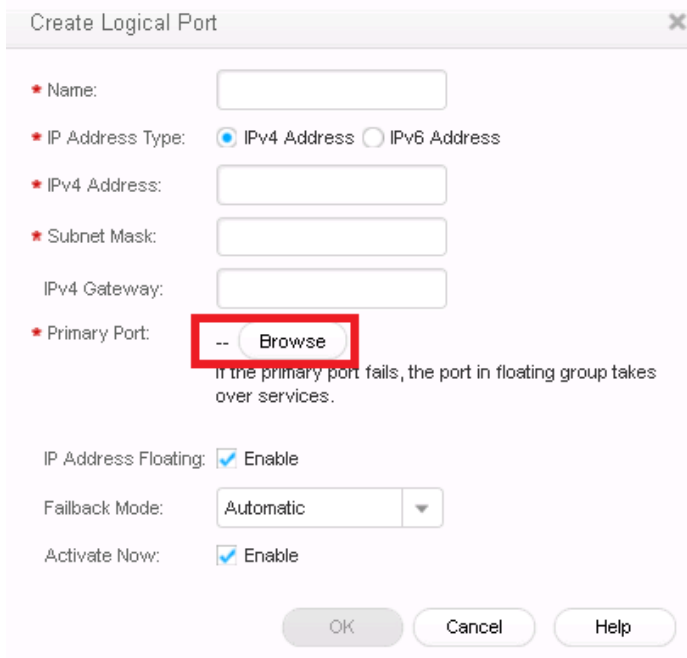 Create Logical Port
* Name:
* IP Address Type: IPv4 Address IPv6 Address
* IPv4 Address:
* Subnet Mask:
IPv4 Gateway:
* Primary Port: -- Browse
If the primary port fails, the port in floating group takes
over services.
IP Address Floating: Enable
Failback Mode: Automatic
Activate Now: Enable
OK Cancel Help